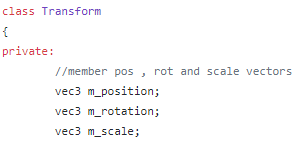 class Transform
{
private:
//member pos , rot and scale vectors
vec3 m_position;
vec3 m_rotation;
vec3 m_scale;